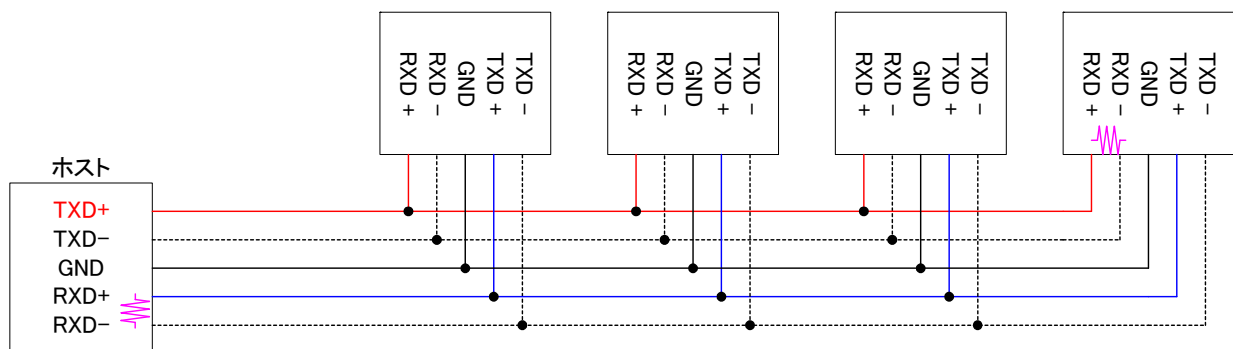 RXD+
RXD-
GND
TXD+
TXD-
RXD+
RXD-
GND
TXD+
TXD-
RXD+
RXD-
GND
TXD+
TXD-
RXD+
RXD-
GND
TXD+
TXD-
ホスト
TXD+
TXD-
GND
RXD+
RXD-